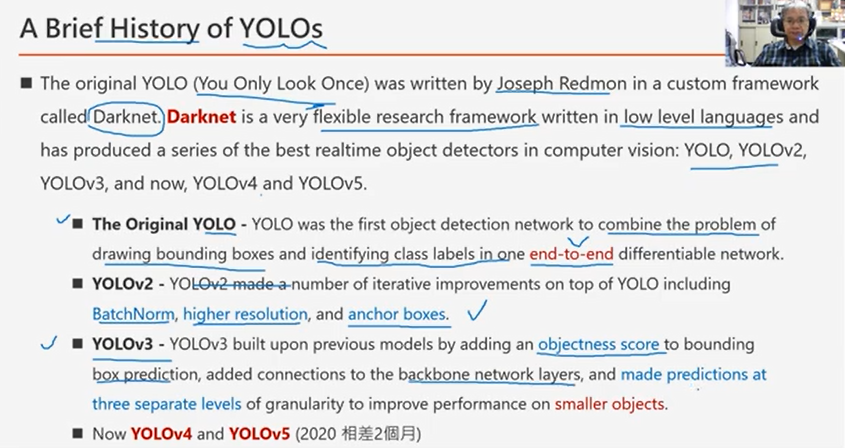 A Brief History of YOLOs
■ The original YOLO (You Only Look Once) was written by Joseph Redmon in a custom framework
called Darknet. Darknet is a very flexible research framework written in low level languages and
has produced a series of the best realtime object detectors in computer vision: YOLO, YOLOv2,
YOLOv3, and now, YOLOv4 and YOLOv5.
■ The Original YOLO - YOLO was the first object detection network to combine the problem of
drawing bounding boxes and identifying class labels in one end-to-end differentiable network.
■ YOLOv2 - YOLOv2 made a number of iterative improvements on top of YOLO including
BatchNorm, higher resolution, and anchor boxes.
■ YOLOv3 - YOLOv3 built upon previous models by adding an objectness score to bounding
box prediction, added connections to the backbone network layers, and made predictions at
three separate levels of granularity to improve performance on smaller objects.
■ Now YOLOv4 and YOLOv5 (2020 相差2個月)